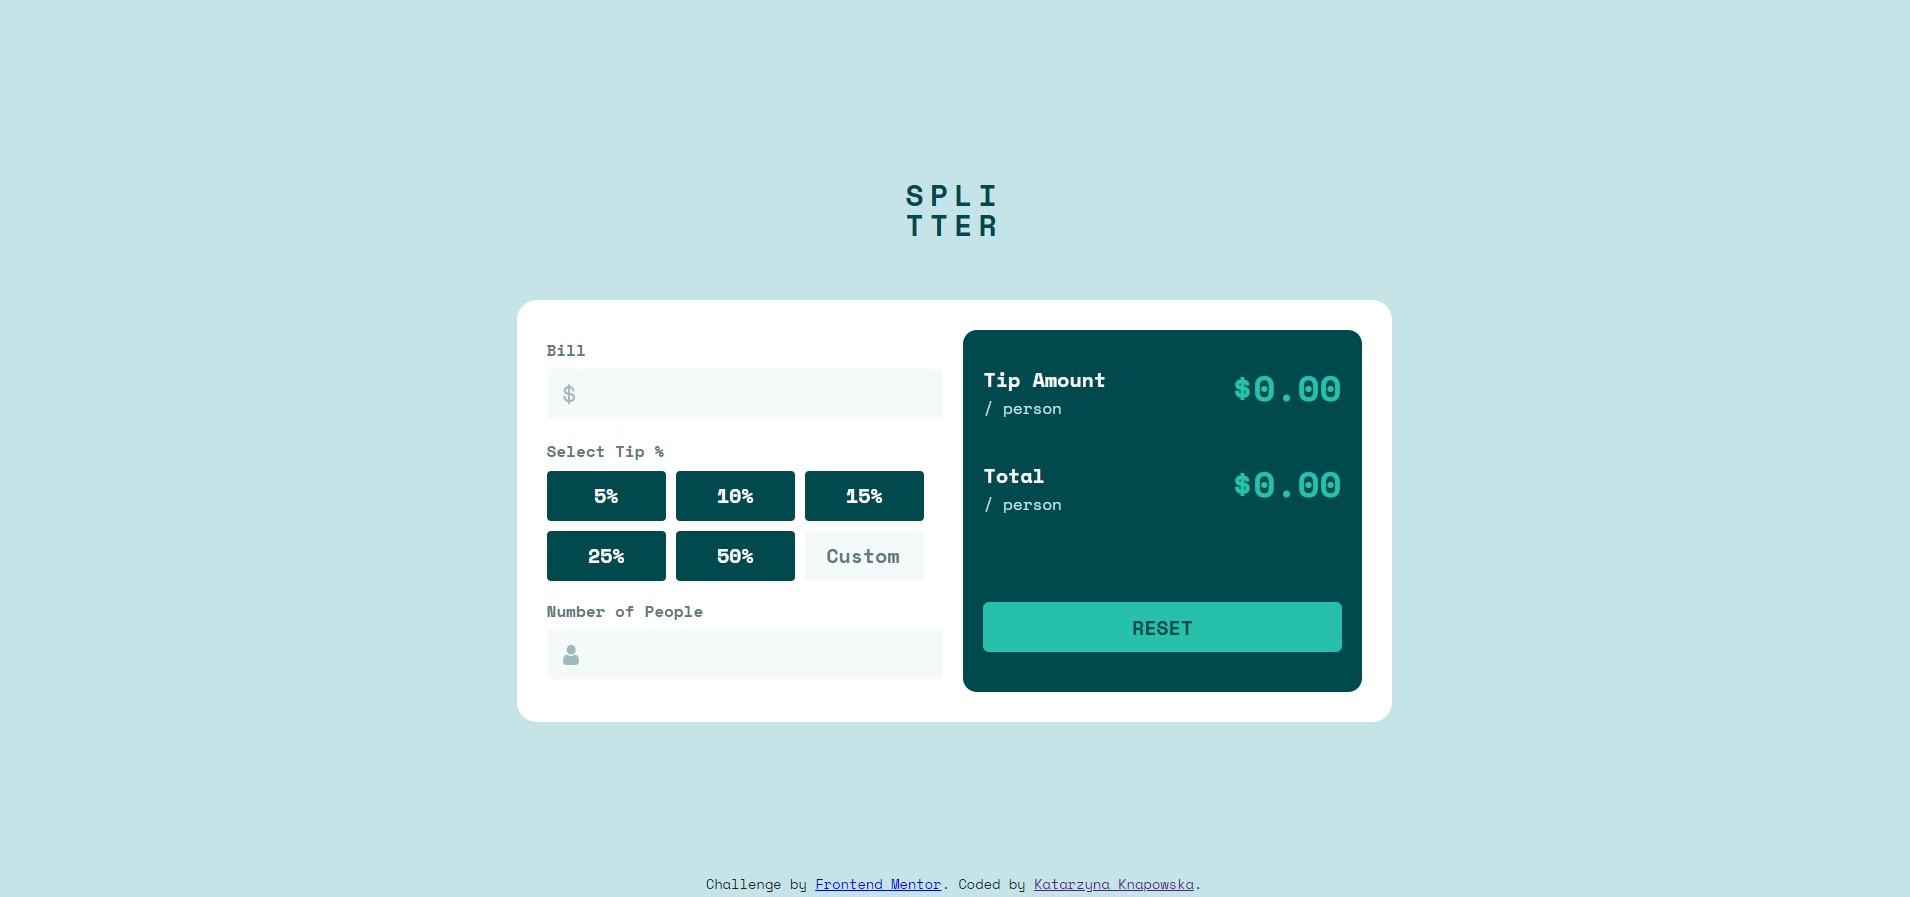 SPLI
TTER
Bill
$
Select Tip %
5% 10% 15%
25% 50% Custom
Number of People
Tip Amount
/ person
$0.00
Total
/ person
$0.00
RESET
Challenge by Frontend Mentor. Coded by Katarzyna Knapowska.